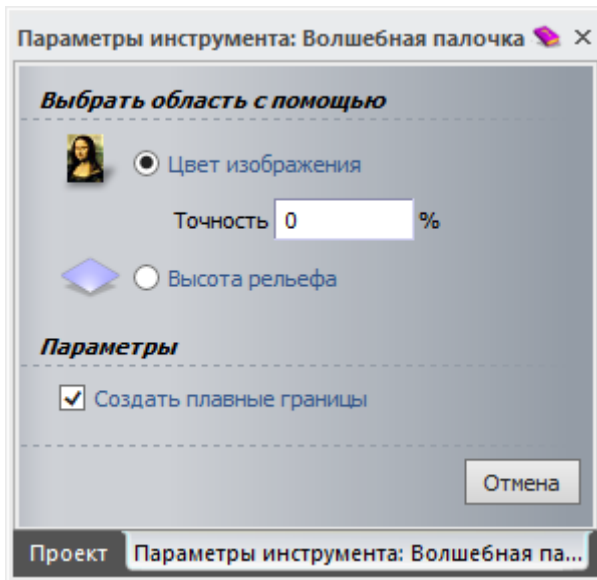 Параметры инструмента: Волшебная палочка
Выбрать область с помощью
Цвет изображения
Точность 0 %
Высота рельефа
Параметры
Создать плавные границы
Отмена
Проект Параметры инструмента: Волшебная па...